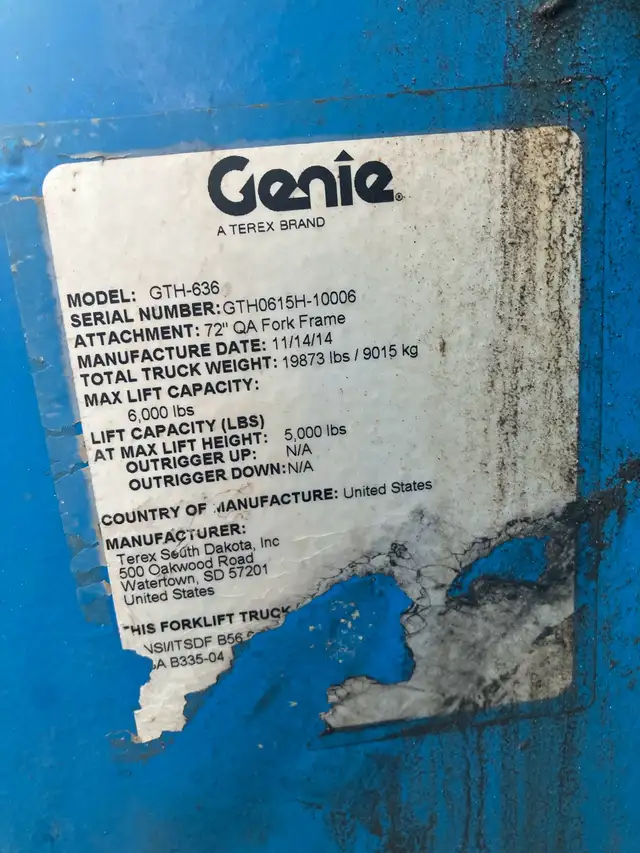 Genie®
A TEREX BRAND
MODEL: GTH-636
SERIAL NUMBER: GTH0615H-10006
ATTACHMENT: 72" QA Fork Frame
MANUFACTURE DATE: 11/14/14
TOTAL TRUCK WEIGHT: 19873 lbs / 9015 kg
MAX LIFT CAPACITY:
6,000 lbs
LIFT CAPACITY (LBS)
AT MAX LIFT HEIGHT: 5,000 lbs
OUTRIGGER UP: N/A
OUTRIGGER DOWN: N/A
COUNTRY OF MANUFACTURE: United States
MANUFACTURER:
Terex South Dakota, Inc
500 Oakwood Road
Watertown, SD 57201
United States
THIS FORKLIFT TRUCK
NSI/ITSDF B56.
B335-04